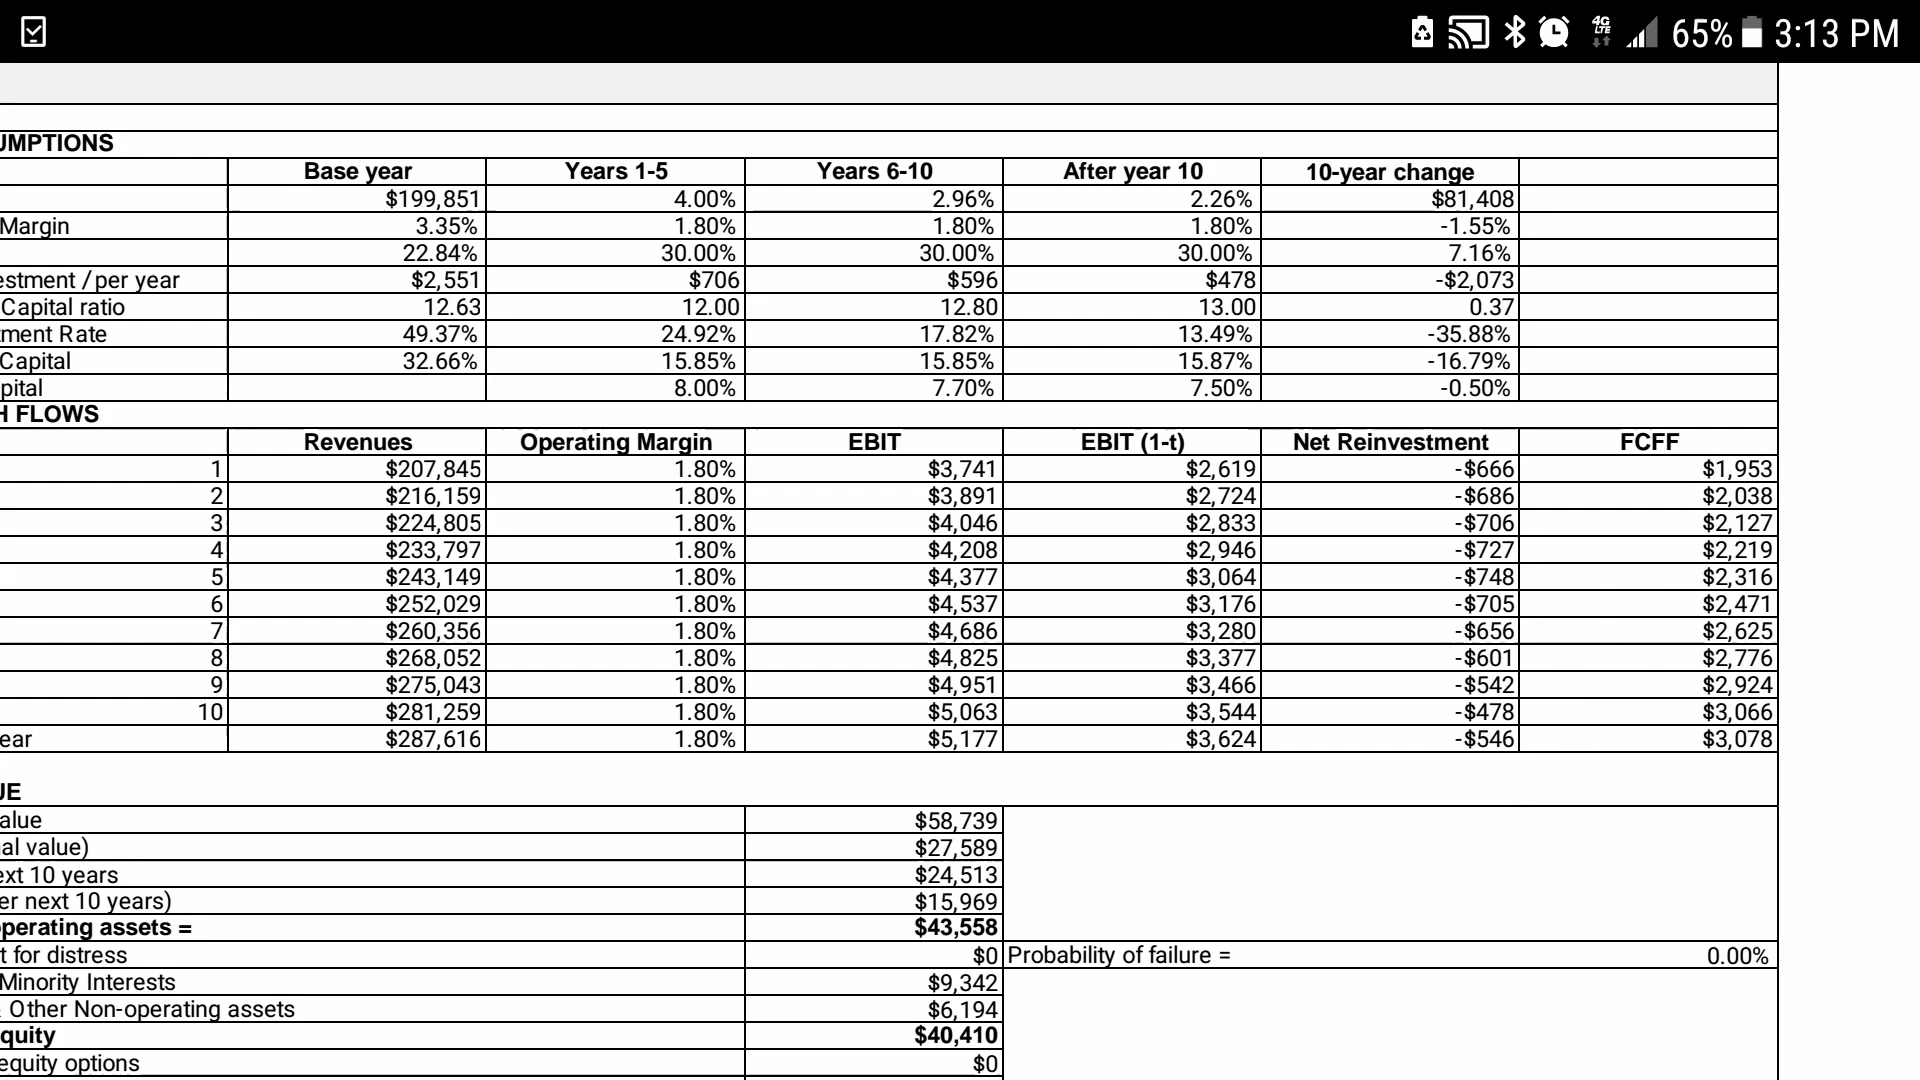 4G LTE 65% 3:13 PM
UMPTIONS
Base year Years 1-5 Years 6-10 After year 10 10-year change
$199,851 4.00% 2.96% 2.26% $81,408
Margin 3.35% 1.80% 1.80% 1.80% -1.55%
22.84% 30.00% 30.00% 30.00% 7.16%
estment / per year $2,551 $706 $596 $478 -$2,073
Capital ratio 12.63 12.00 12.80 13.00 0.37
tment Rate 49.37% 24.92% 17.82% 13.49% -35.88%
Capital 32.66% 15.85% 15.85% 15.87% -16.79%
pital 8.00% 7.70% 7.50% -0.50%
H FLOWS
Revenues Operating Margin EBIT EBIT (1-t) Net Reinvestment FCFF
1 $207,845 1.80% $3,741 $2,619 -$666 $1,953
2 $216,159 1.80% $3,891 $2,724 -$686 $2,038
3 $224,805 1.80% $4,046 $2,833 -$706 $2,127
4 $233,797 1.80% $4,208 $2,946 -$727 $2,219
5 $243,149 1.80% $4,377 $3,064 -$748 $2,316
6 $252,029 1.80% $4,537 $3,176 -$705 $2,471
7 $260,356 1.80% $4,686 $3,280 -$656 $2,625
8 $268,052 1.80% $4,825 $3,377 -$601 $2,776
9 $275,043 1.80% $4,951 $3,466 -$542 $2,924
10 $281,259 1.80% $5,063 $3,544 -$478 $3,066
ear $287,616 1.80% $5,177 $3,624 -$546 $3,078
UE
alue $58,739
al value) $27,589
ext 10 years $24,513
er next 10 years) $15,969
perating assets = $43,558
t for distress $0 Probability of failure = 0.00%
Minority Interests $9,342
Other Non-operating assets $6,194
quity $40,410
equity options $0